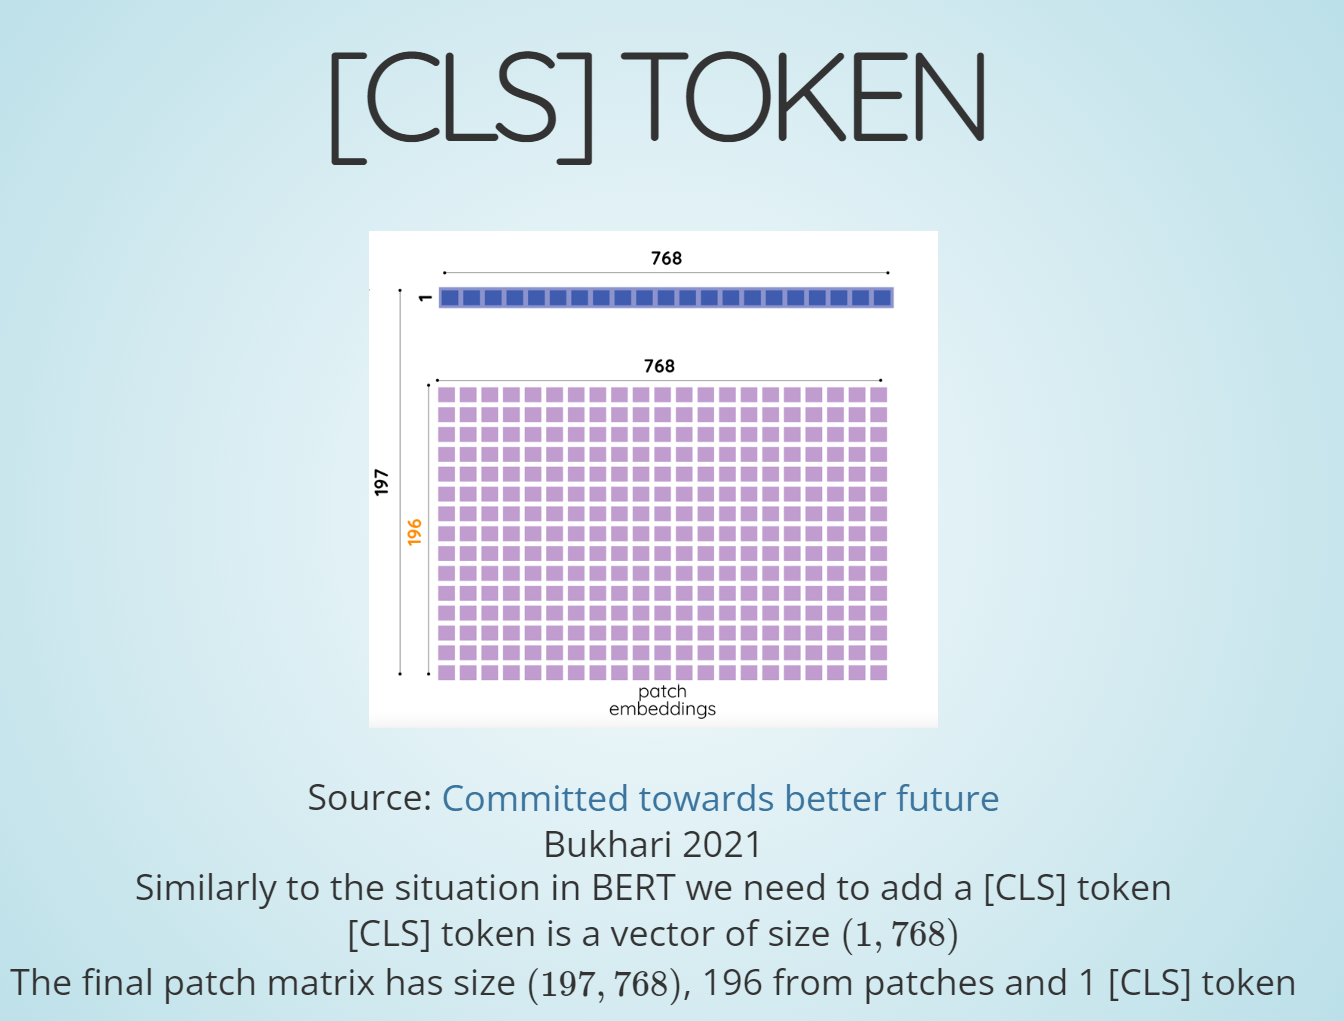 [CLS] TOKEN
768
1
768
197
196
patch
embeddings
Source: Committed towards better future
Bukhari 2021
Similarly to the situation in BERT we need to add a [CLS] token
[CLS] token is a vector of size (1, 768)
The final patch matrix has size (197, 768), 196 from patches and 1 [CLS] token